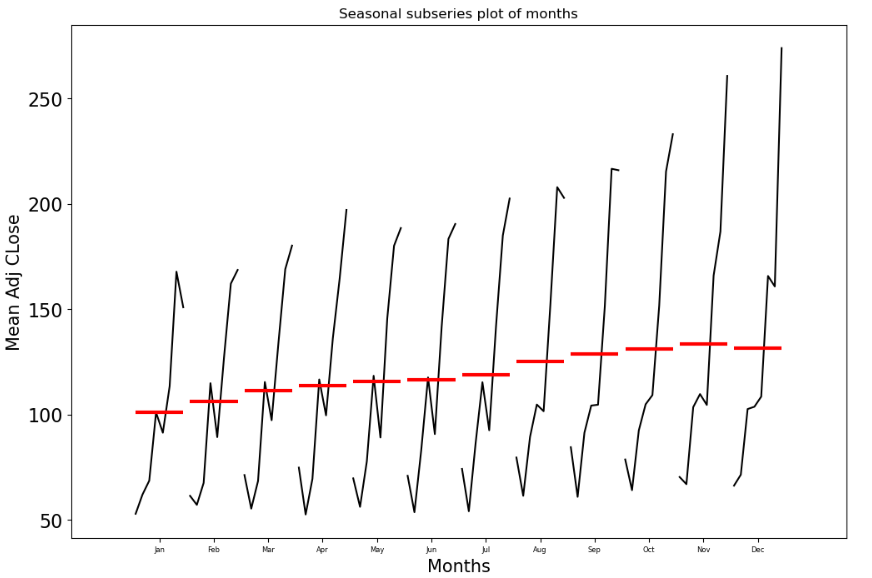 Seasonal subseries plot of months
Mean Adj CLose
250
200
150
100
50
Jan Feb Mar Apr May Jun Jul Aug Sep Oct Nov Dec
Months